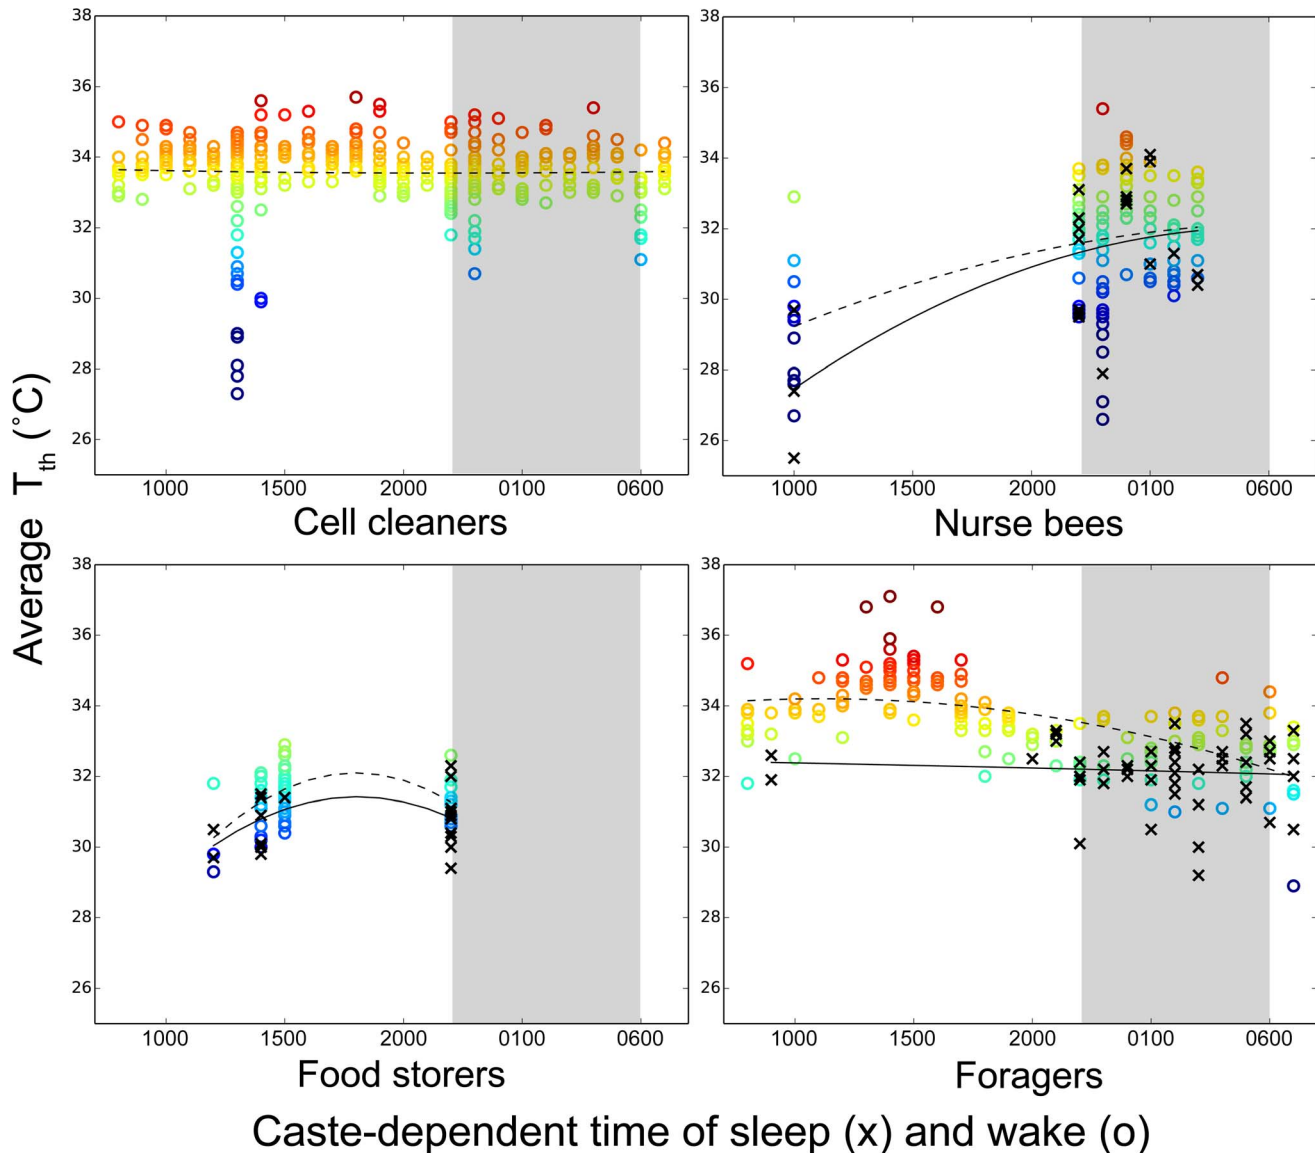 Average T_th (˚C)
38
36
34
32
30
28
26
1000 1500 2000 0100 0600
Cell cleaners
38
36
34
32
30
28
26
1000 1500 2000 0100 0600
Nurse bees
38
36
34
32
30
28
26
1000 1500 2000 0100 0600
Food storers
38
36
34
32
30
28
26
1000 1500 2000 0100 0600
Foragers
Caste-dependent time of sleep (x) and wake (o)